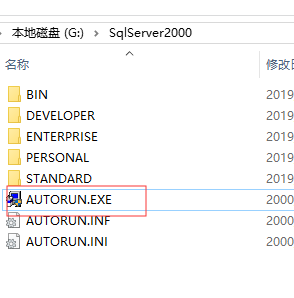 本地磁盘 (G:) › SqlServer2000
名称 修改日
BIN 2019
DEVELOPER 2019
ENTERPRISE 2019
PERSONAL 2019
STANDARD 2019
AUTORUN.EXE 2000
AUTORUN.INF 2000
AUTORUN.INI 2000